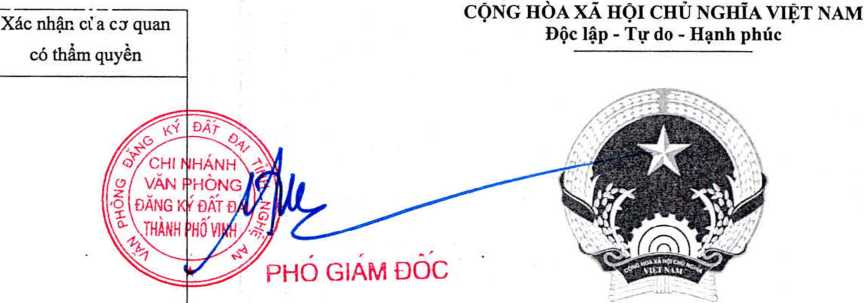 Xác nhận của cơ quan
có thẩm quyền
CỘNG HÒA XÃ HỘI CHỦ NGHĨA VIỆT NAM
Độc lập - Tự do - Hạnh phúc
VĂN PHÒNG ĐĂNG KÝ ĐẤT ĐAI TỈNH NGHỆ AN
CHI NHÁNH
VĂN PHÒNG
ĐĂNG KÝ ĐẤT ĐAI
THÀNH PHỐ VINH
PHÓ GIÁM ĐỐC
CỘNG HÒA XÃ HỘI CHỦ NGHĨA
VIỆT NAM